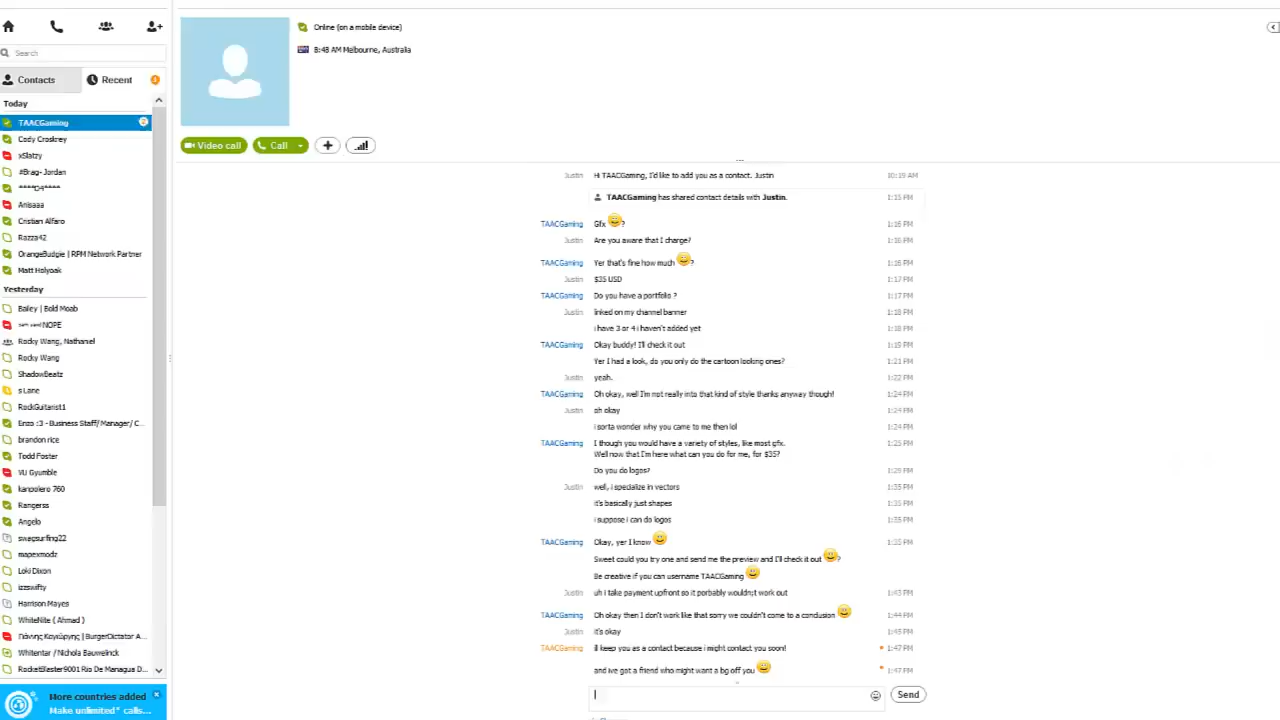 Online (on a mobile device)
8:48 AM Melbourne, Australia
Search
Contacts
Recent
Today
TAACGaming
Cody Croskrey
xSlatzy
#Brag- Jordan
Anisaaa
Cristian Alfaro
Razza42
OrangeBudgie | RPM Network Partner
Matt Holyoak
Yesterday
Bailey | Bold Moab
NOPE
Rocky Wang, Nathaniel
Rocky Wang
ShadowBeatz
s Lane
RockGuitarist1
Enzo :3 - Business Staff/ Manager/ C...
brandon rice
Todd Foster
VU Gyumble
kanpolero 760
Rangerss
Angelo
swagsurfing22
mapexmodz
Loki Dixon
izzswifty
Harrison Mayes
WhiteNite ( Ahmad )
Γιάννης Κογκώρης | BurgerDictator A...
Whitentar / Nichola Bauwelinck
RocketBlaster9001 Rio De Managua D...
More countries added
Make unlimited* calls...
Video call
Call
Justin Hi TAACGaming, I'd like to add you as a contact. Justin 10:19 AM
TAACGaming has shared contact details with Justin. 1:15 PM
TAACGaming Gfx ? 1:16 PM
Justin Are you aware that I charge? 1:16 PM
TAACGaming Yer that's fine how much ? 1:16 PM
Justin $35 USD 1:17 PM
TAACGaming Do you have a portfolio ? 1:17 PM
Justin linked on my channel banner 1:18 PM
i have 3 or 4 i haven't added yet 1:18 PM
TAACGaming Okay buddy! I'll check it out 1:19 PM
Yer I had a look, do you only do the cartoon looking ones? 1:21 PM
Justin yeah. 1:22 PM
TAACGaming Oh okay, well I'm not really into that kind of style thanks anyway though! 1:24 PM
Justin oh okay 1:24 PM
i sorta wonder why you came to me then lol 1:24 PM
TAACGaming I though you would have a variety of styles, like most gfx. 1:25 PM
Well now that I'm here what can you do for me, for $35?
Do you do logos? 1:29 PM
Justin well, i specialize in vectors 1:35 PM
it's basically just shapes 1:35 PM
i suppose i can do logos 1:35 PM
TAACGaming Okay, yer I know 1:35 PM
Sweet could you try one and send me the preview and I'll check it out ?
Be creative if you can username TAACGaming
Justin uh i take payment upfront so it porbably wouldn;t work out 1:43 PM
TAACGaming Oh okay then I don't work like that sorry we couldn't come to a conclusion 1:44 PM
Justin it's okay 1:45 PM
TAACGaming ill keep you as a contact because i might contact you soon! 1:47 PM
and ive got a friend who might want a bg off you 1:47 PM
Send